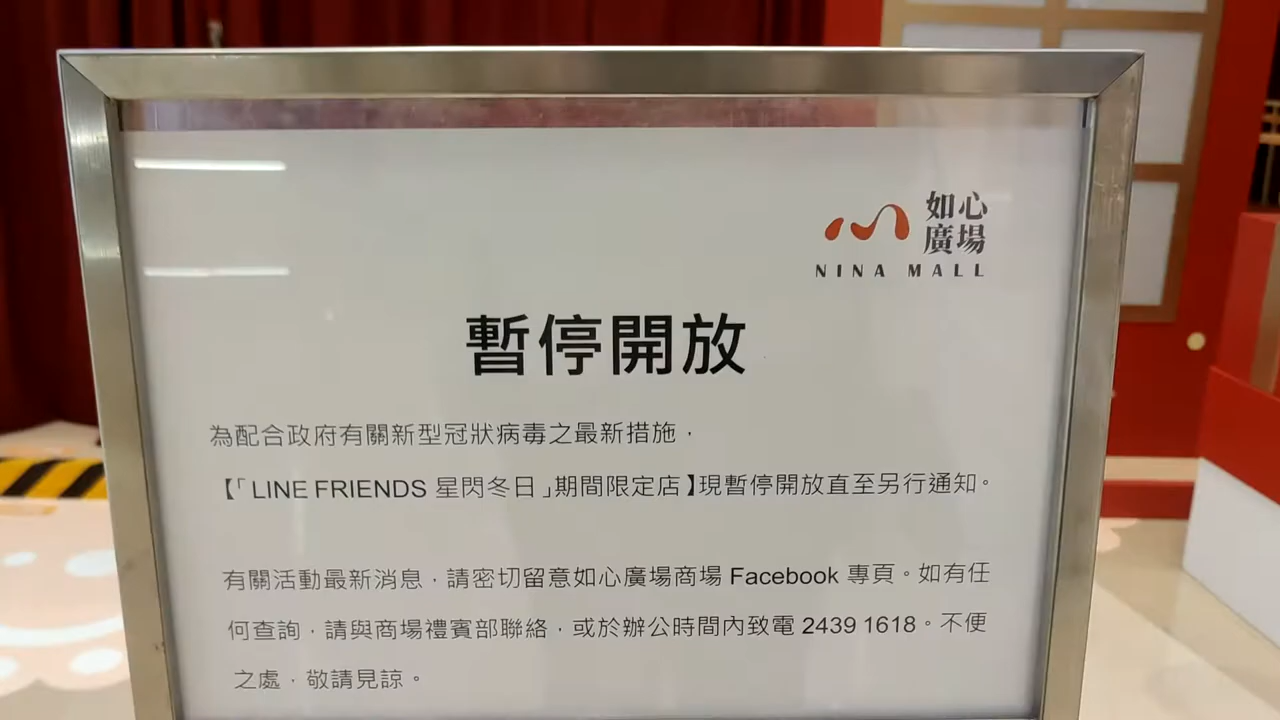 如心
廣場
NINA MALL
暫停開放
為配合政府有關新型冠狀病毒之最新措施，
【「LINE FRIENDS 星閃冬日」期間限定店】現暫停開放直至另行通知。
有關活動最新消息，請密切留意如心廣場商場 Facebook 專頁。如有任
何查詢，請與商場禮賓部聯絡，或於辦公時間內致電 2439 1618。不便
之處，敬請見諒。